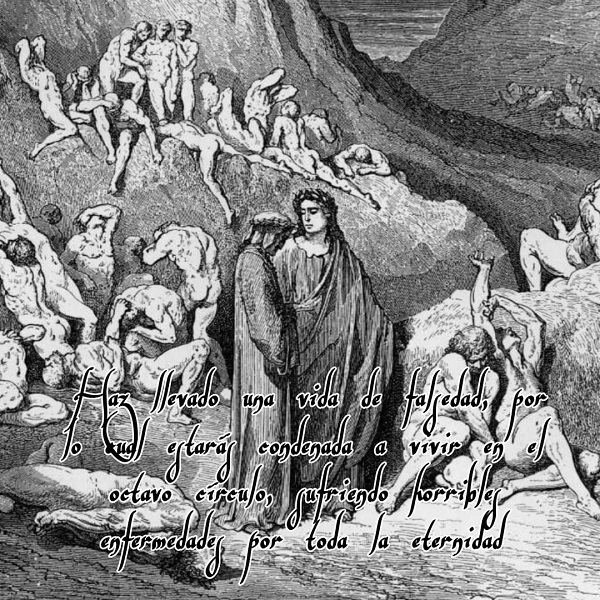 Haz llevado una vida de falsedad, por
lo cual estarás condenada a vivir en el
octavo circulo, sufriendo horribles
enfermedades por toda la eternidad